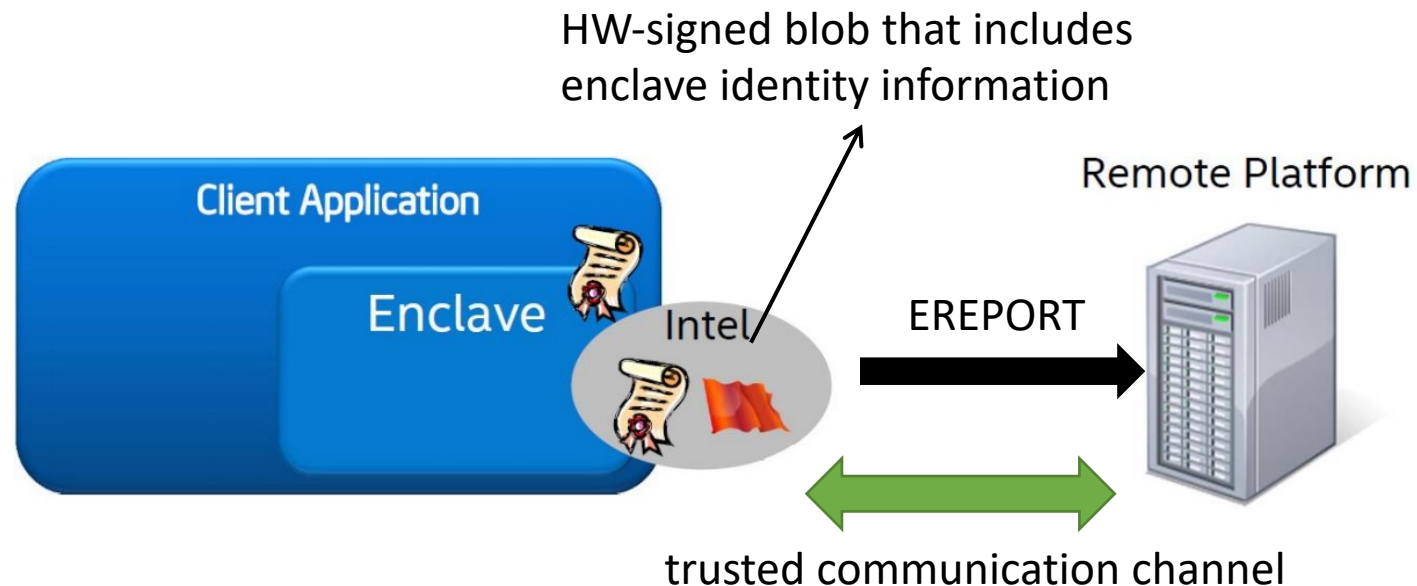 HW-signed blob that includes
enclave identity information
Remote Platform
Client Application
Enclave
Intel
EREPORT
trusted communication channel